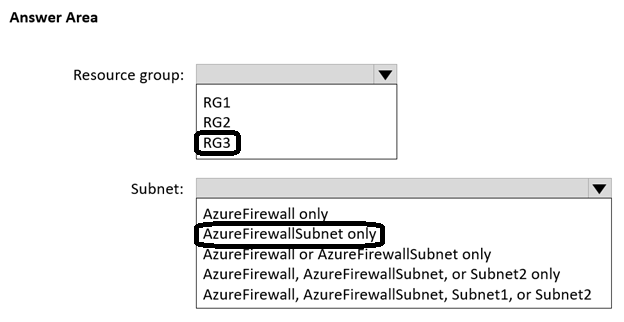 Answer Area
Resource group:
RG1
RG2
RG3
Subnet:
AzureFirewall only
AzureFirewallSubnet only
AzureFirewall or AzureFirewallSubnet only
AzureFirewall, AzureFirewallSubnet, or Subnet2 only
AzureFirewall, AzureFirewallSubnet, Subnet1, or Subnet2